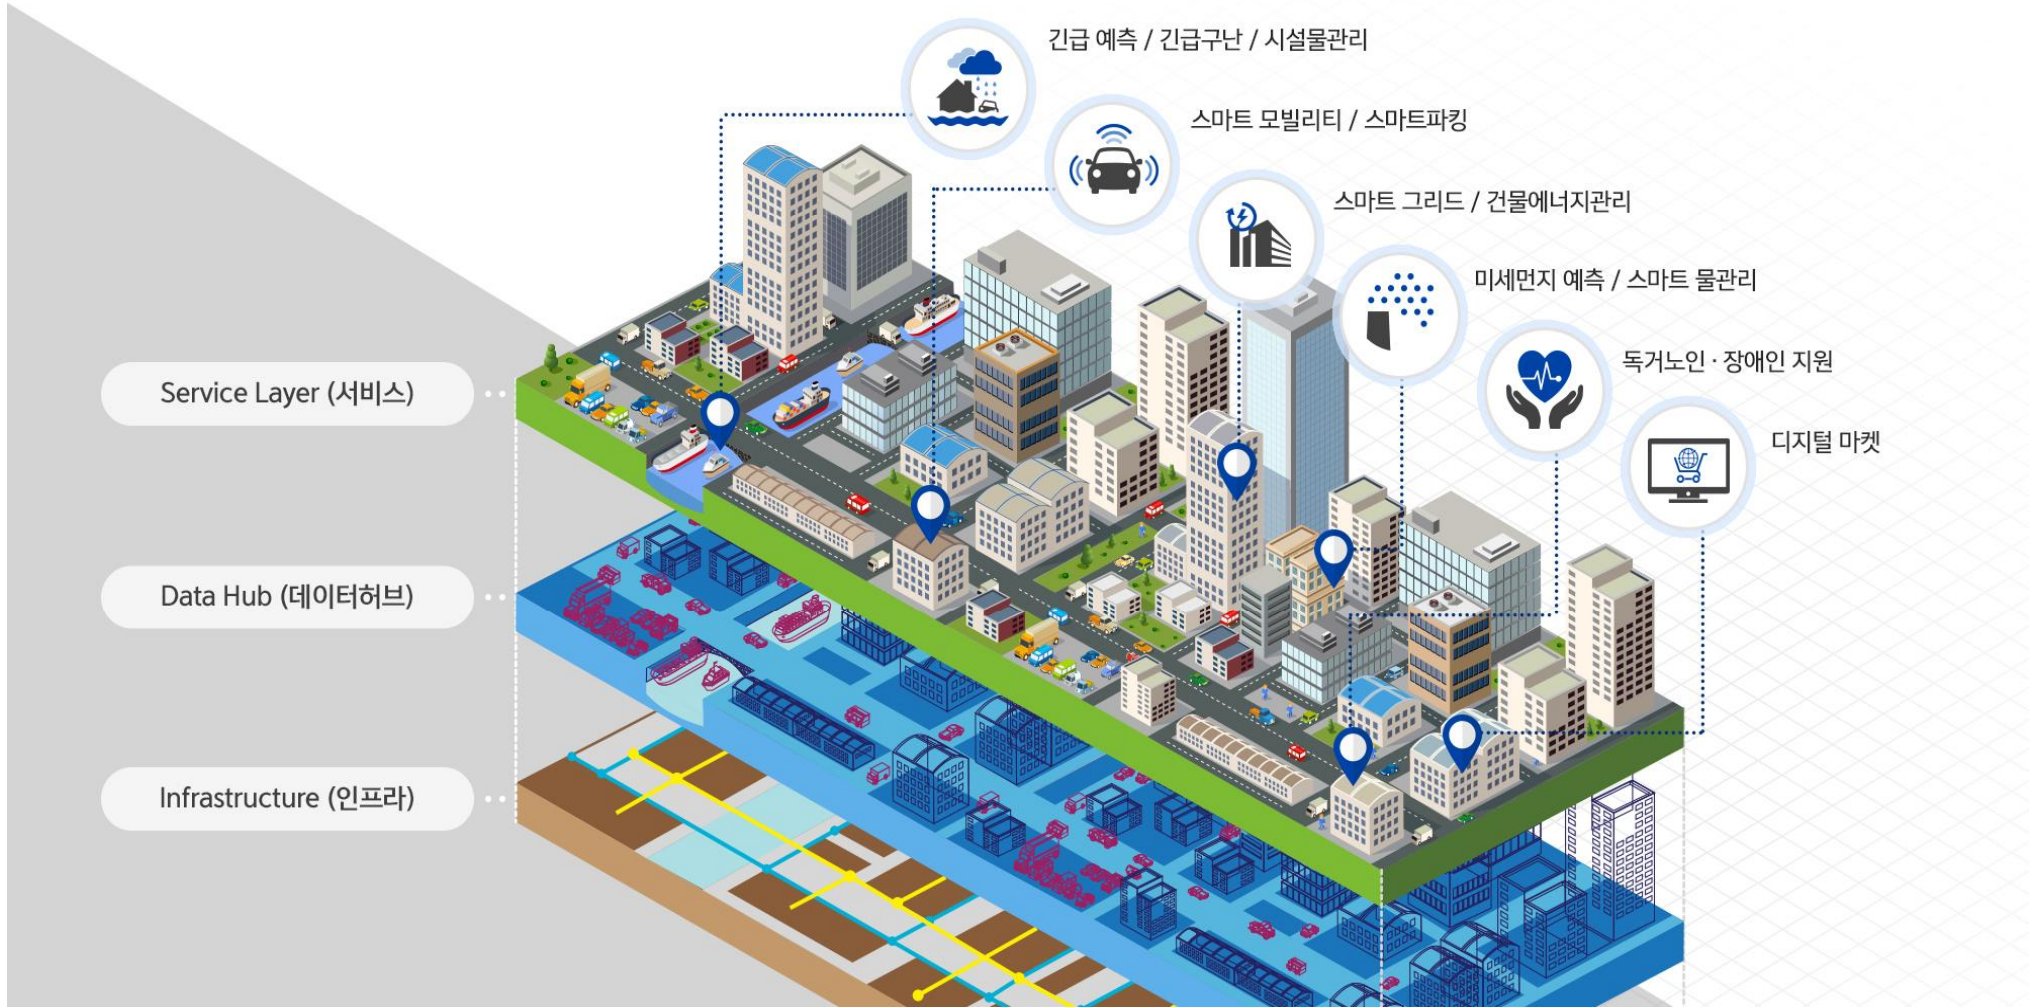 긴급 예측 / 긴급구난 / 시설물관리
스마트 모빌리티 / 스마트파킹
스마트 그리드 / 건물에너지관리
미세먼지 예측 / 스마트 물관리
독거노인 · 장애인 지원
디지털 마켓
Service Layer (서비스)
Data Hub (데이터허브)
Infrastructure (인프라)